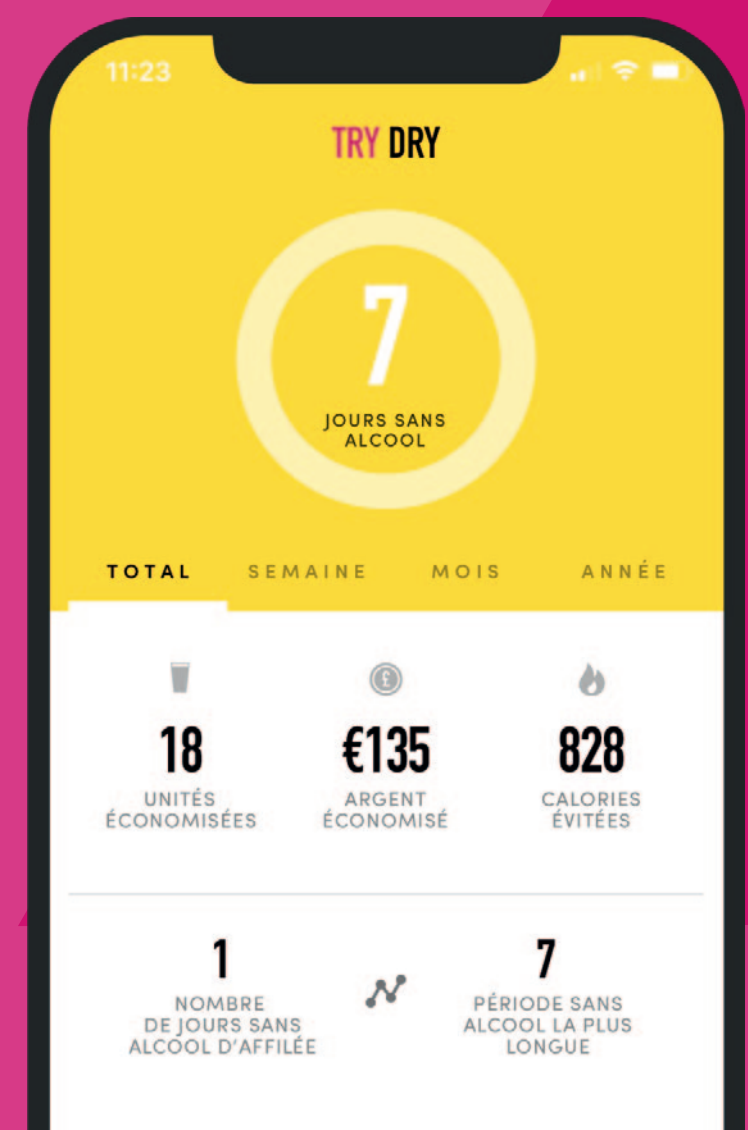 11:23
TRY DRY
7
JOURS SANS
ALCOOL
TOTAL SEMAINE MOIS ANNÉE
£
18 €135 828
UNITÉS ARGENT CALORIES
ÉCONOMISÉES ÉCONOMISÉ ÉVITÉES
1
NOMBRE
DE JOURS SANS
ALCOOL D'AFFILÉE
7
PÉRIODE SANS
ALCOOL LA PLUS
LONGUE